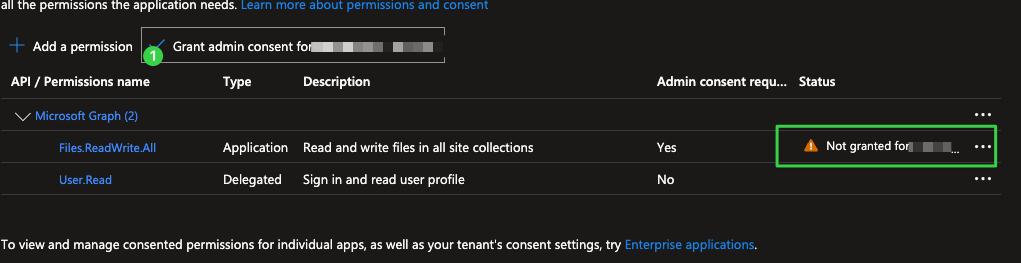 all the permissions the application needs. Learn more about permissions and consent
Add a permission Grant admin consent for
1
API / Permissions name Type Description Admin consent requ... Status
Microsoft Graph (2) ...
Files.ReadWrite.All Application Read and write files in all site collections Yes Not granted for ... ...
User.Read Delegated Sign in and read user profile No ...
To view and manage consented permissions for individual apps, as well as your tenant's consent settings, try Enterprise applications.